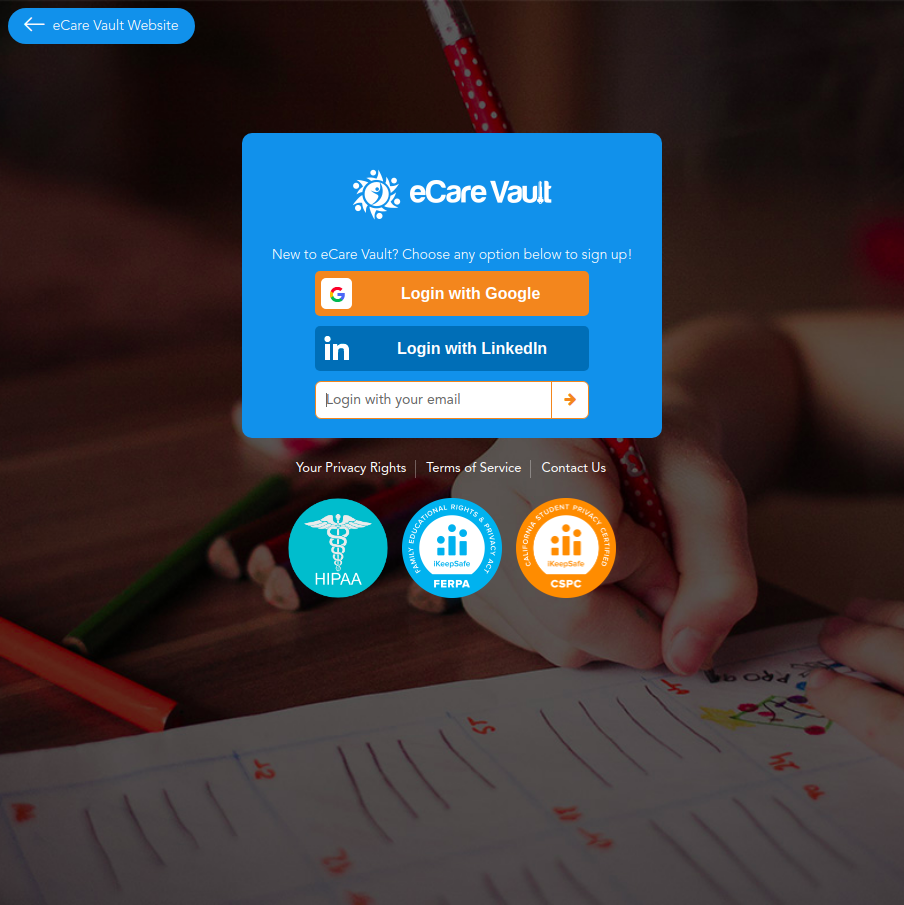 eCare Vault Website
eCare Vault
New to eCare Vault? Choose any option below to sign up!
G
Login with Google
in
Login with LinkedIn
Login with your email
Your Privacy Rights
Terms of Service
Contact Us
HIPAA
FAMILY EDUCATIONAL RIGHTS & PRIVACY ACT
iKeepSafe
FERPA
CALIFORNIA STUDENT PRIVACY CERTIFIED
iKeepSafe
CSPC